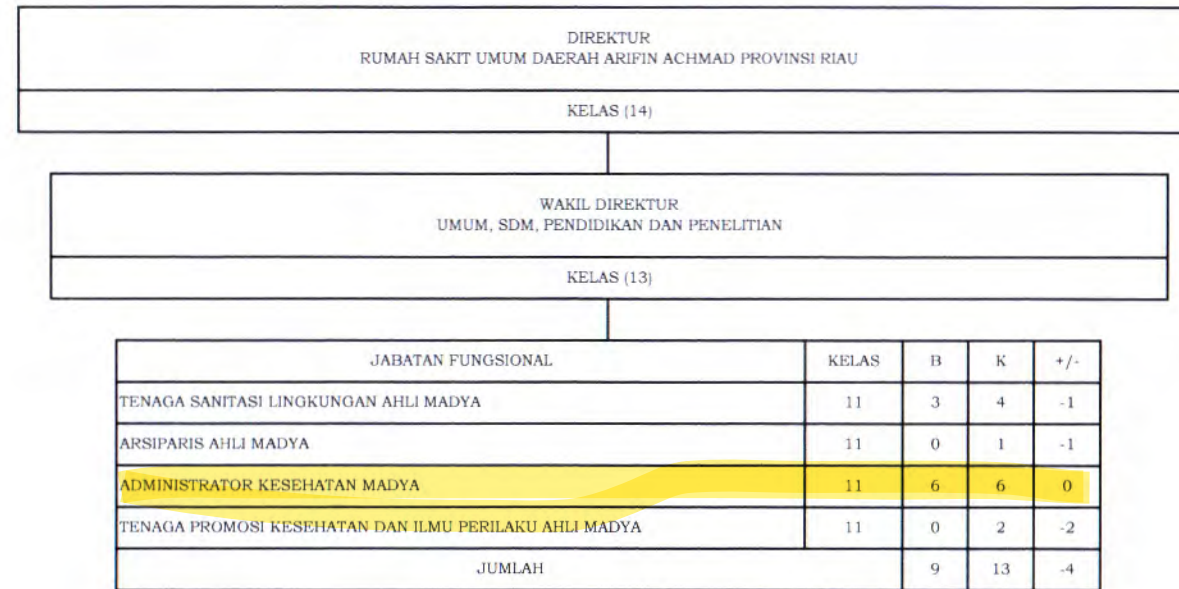 DIREKTUR
RUMAH SAKIT UMUM DAERAH ARIFIN ACHMAD PROVINSI RIAU
KELAS (14)
WAKIL DIREKTUR
UMUM, SDM, PENDIDIKAN DAN PENELITIAN
KELAS (13)
JABATAN FUNGSIONAL KELAS B K +/-
TENAGA SANITASI LINGKUNGAN AHLI MADYA 11 3 4 -1
ARSIPARIS AHLI MADYA 11 0 1 -1
ADMINISTRATOR KESEHATAN MADYA 11 6 6 0
TENAGA PROMOSI KESEHATAN DAN ILMU PERILAKU AHLI MADYA 11 0 2 -2
JUMLAH 9 13 -4